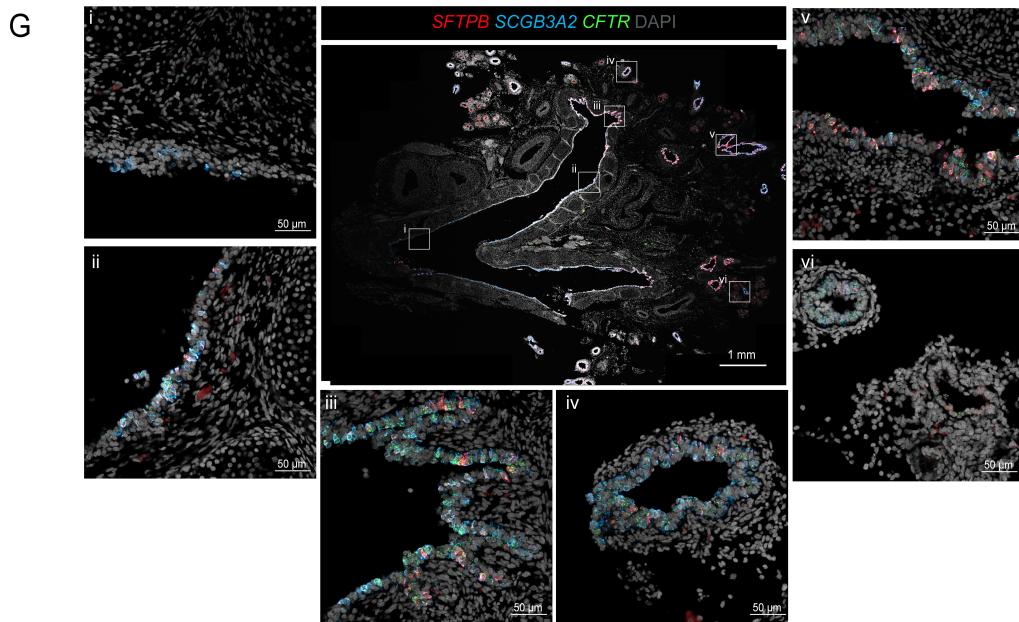 G
i
SFTPB SCGB3A2 CFTR DAPI
v
iv
iii
v
ii
i
vi
1 mm
50 µm
50 µm
ii
vi
50 µm
50 µm
iii
iv
50 µm
50 µm